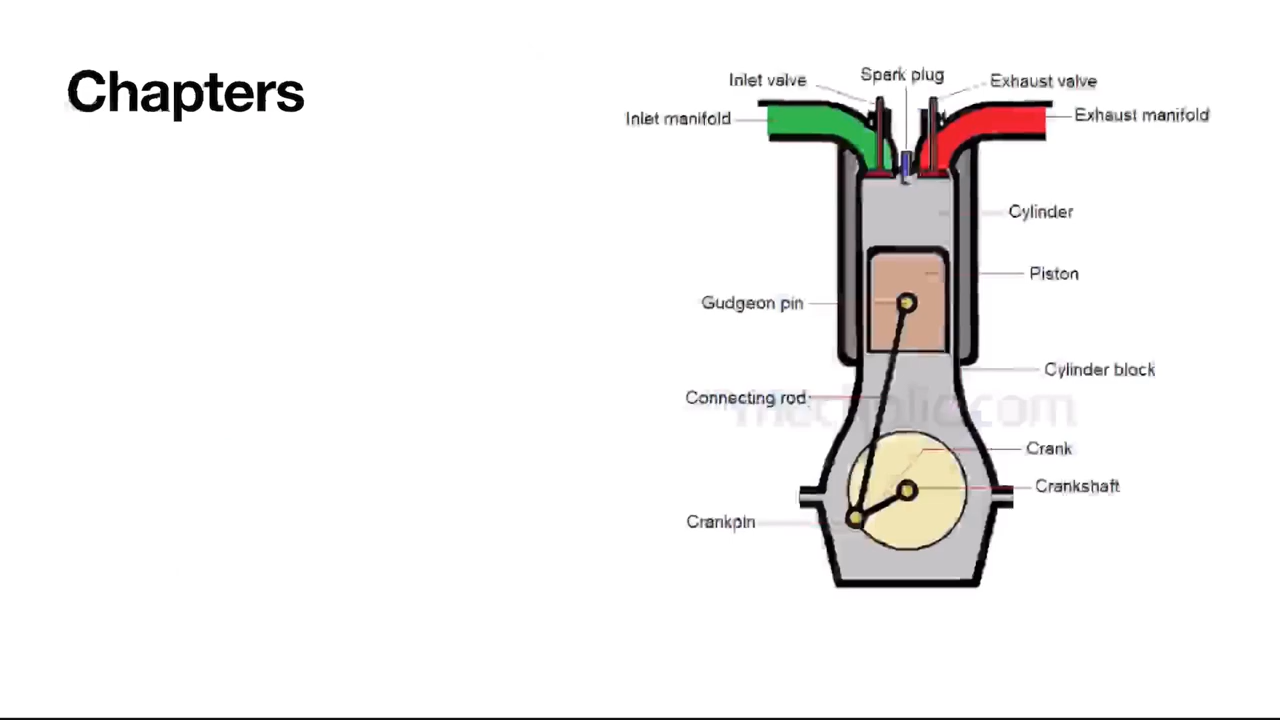 Chapters
Inlet valve
Spark plug
Exhaust valve
Inlet manifold
Exhaust manifold
Cylinder
Piston
Gudgeon pin
Cylinder block
Connecting rod
Crank
Crankshaft
Crankpin